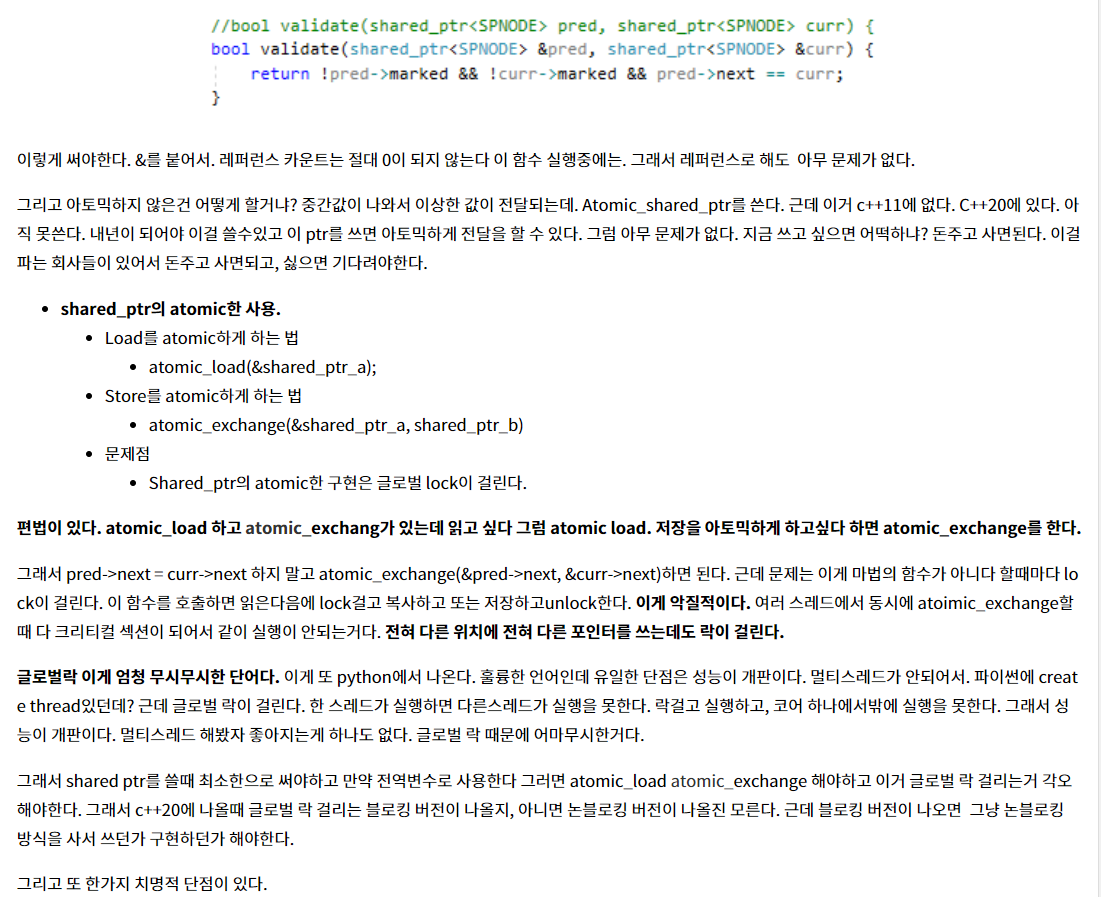 //bool validate(shared_ptr<SPNODE> pred, shared_ptr<SPNODE> curr) {
bool validate(shared_ptr<SPNODE> &pred, shared_ptr<SPNODE> &curr) {
return !pred->marked && !curr->marked && pred->next == curr;
}
이렇게 써야한다. &를 붙어서. 레퍼런스 카운트는 절대 0이 되지 않는다 이 함수 실행중에는. 그래서 레퍼런스로 해도 아무 문제가 없다.
그리고 아토믹하지 않은건 어떻게 할거냐? 중간값이 나와서 이상한 값이 전달되는데. Atomic_shared_ptr를 쓴다. 근데 이거 c++11에 없다. C++20에 있다. 아
직 못쓴다. 내년이 되어야 이걸 쓸수있고 이 ptr를 쓰면 아토믹하게 전달을 할 수 있다. 그럼 아무 문제가 없다. 지금 쓰고 싶으면 어떡하냐? 돈주고 사면된다. 이걸
파는 회사들이 있어서 돈주고 사면되고, 싫으면 기다려야한다.
• shared_ptr의 atomic한 사용.
• Load를 atomic하게 하는 법
• atomic_load(&shared_ptr_a);
• Store를 atomic하게 하는 법
• atomic_exchange(&shared_ptr_a, shared_ptr_b)
• 문제점
• Shared_ptr의 atomic한 구현은 글로벌 lock이 걸린다.
편법이 있다. atomic_load 하고 atomic_exchang가 있는데 읽고 싶다 그럼 atomic load. 저장을 아토믹하게 하고싶다 하면 atomic_exchange를 한다.
그래서 pred->next = curr->next 하지 말고 atomic_exchange(&pred->next, &curr->next)하면 된다. 근데 문제는 이게 마법의 함수가 아니다 할때마다 lo
ck이 걸린다. 이 함수를 호출하면 읽은다음에 lock걸고 복사하고 또는 저장하고unlock한다. 이게 악질적이다. 여러 스레드에서 동시에 atoimic_exchange할
때 다 크리티컬 섹션이 되어서 같이 실행이 안되는거다. 전혀 다른 위치에 전혀 다른 포인터를 쓰는데도 락이 걸린다.
글로벌락 이게 엄청 무시무시한 단어다. 이게 또 python에서 나온다. 훌륭한 언어인데 유일한 단점은 성능이 개판이다. 멀티스레드가 안되어서. 파이썬에 creat
e thread있던데? 근데 글로벌 락이 걸린다. 한 스레드가 실행하면 다른스레드가 실행을 못한다. 락걸고 실행하고, 코어 하나에서밖에 실행을 못한다. 그래서 성
능이 개판이다. 멀티스레드 해봤자 좋아지는게 하나도 없다. 글로벌 락 때문에 어마무시한거다.
그래서 shared ptr를 쓸때 최소한으로 써야하고 만약 전역변수로 사용한다 그러면 atomic_load atomic_exchange 해야하고 이거 글로벌 락 걸리는거 각오
해야한다. 그래서 c++20에 나올때 글로벌 락 걸리는 블로킹 버전이 나올지, 아니면 논블로킹 버전이 나올진 모른다. 근데 블로킹 버전이 나오면 그냥 논블로킹
방식을 사서 쓰던가 구현하던가 해야한다.
그리고 또 한가지 치명적 단점이 있다.